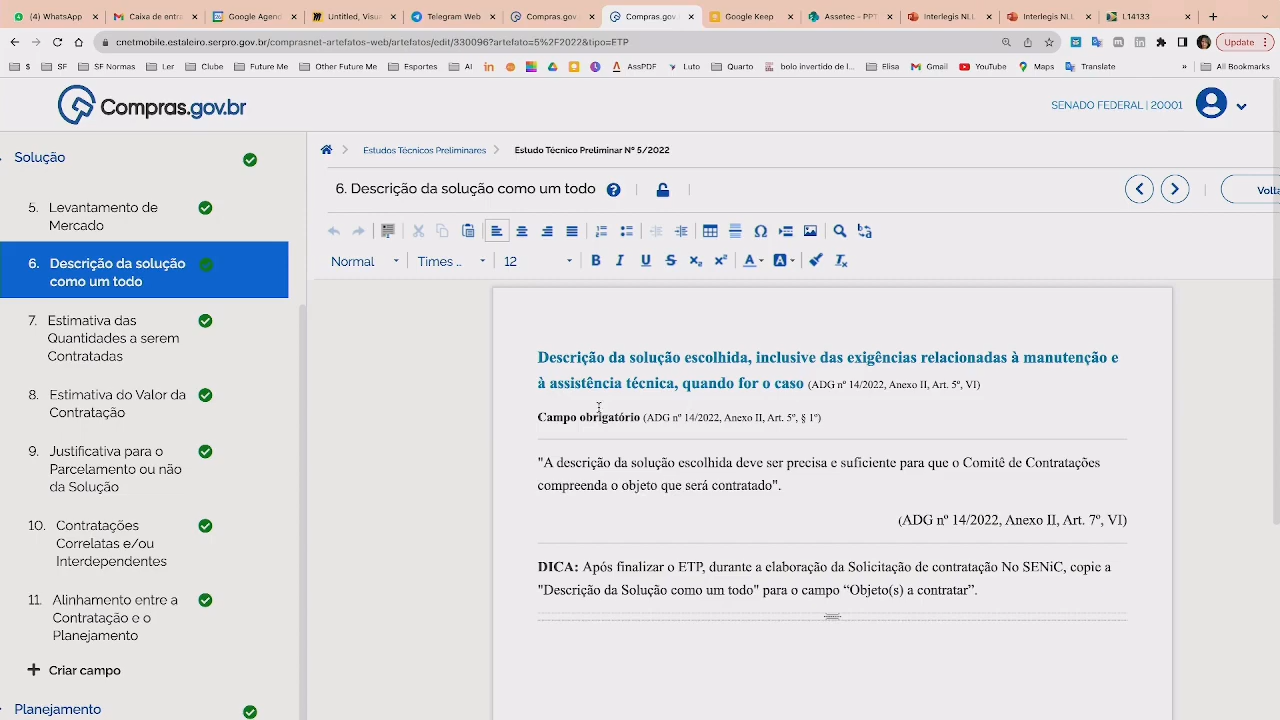 (4) WhatsApp
Caixa de entra
Google Agend
Untitled, Visu
Telegram Web
Compras.gov
Compras.gov
Google Keep
Assetec – PPT
Interlegis NLL
Interlegis NLL
L14133
cnetmobile.estaleiro.serpro.gov.br/comprasnet-artefatos-web/artefatos/edit/330096?artefato=5%2F2022&tipo=ETP
Update
$
SF
SF Normas
Ler
Clube
Future Me
Other Future Me
Esportes
AI
AssPDF
Luto
Quarto
bolo invertido de l...
Elisa
Gmail
YouTube
Maps
Translate
»
All Bookmarks
Compras.gov.br
SENADO FEDERAL | 20001
Solução
5. Levantamento de
Mercado
6. Descrição da solução
como um todo
7. Estimativa das
Quantidades a serem
Contratadas
8. Estimativa do Valor da
Contratação
9. Justificativa para o
Parcelamento ou não
da Solução
10. Contratações
Correlatas e/ou
Interdependentes
11. Alinhamento entre a
Contratação e o
Planejamento
+ Criar campo
Planejamento
Estudos Técnicos Preliminares
Estudo Técnico Preliminar Nº 5/2022
6. Descrição da solução como um todo
Volta
Normal
Times ..
12
Descrição da solução escolhida, inclusive das exigências relacionadas à manutenção e
à assistência técnica, quando for o caso (ADG nº 14/2022, Anexo II, Art. 5º, VI)
Campo obrigatório (ADG nº 14/2022, Anexo II, Art. 5º, § 1º)
"A descrição da solução escolhida deve ser precisa e suficiente para que o Comitê de Contratações
compreenda o objeto que será contratado".
(ADG nº 14/2022, Anexo II, Art. 7º, VI)
DICA: Após finalizar o ETP, durante a elaboração da Solicitação de contratação No SENiC, copie a
"Descrição da Solução como um todo" para o campo “Objeto(s) a contratar”.